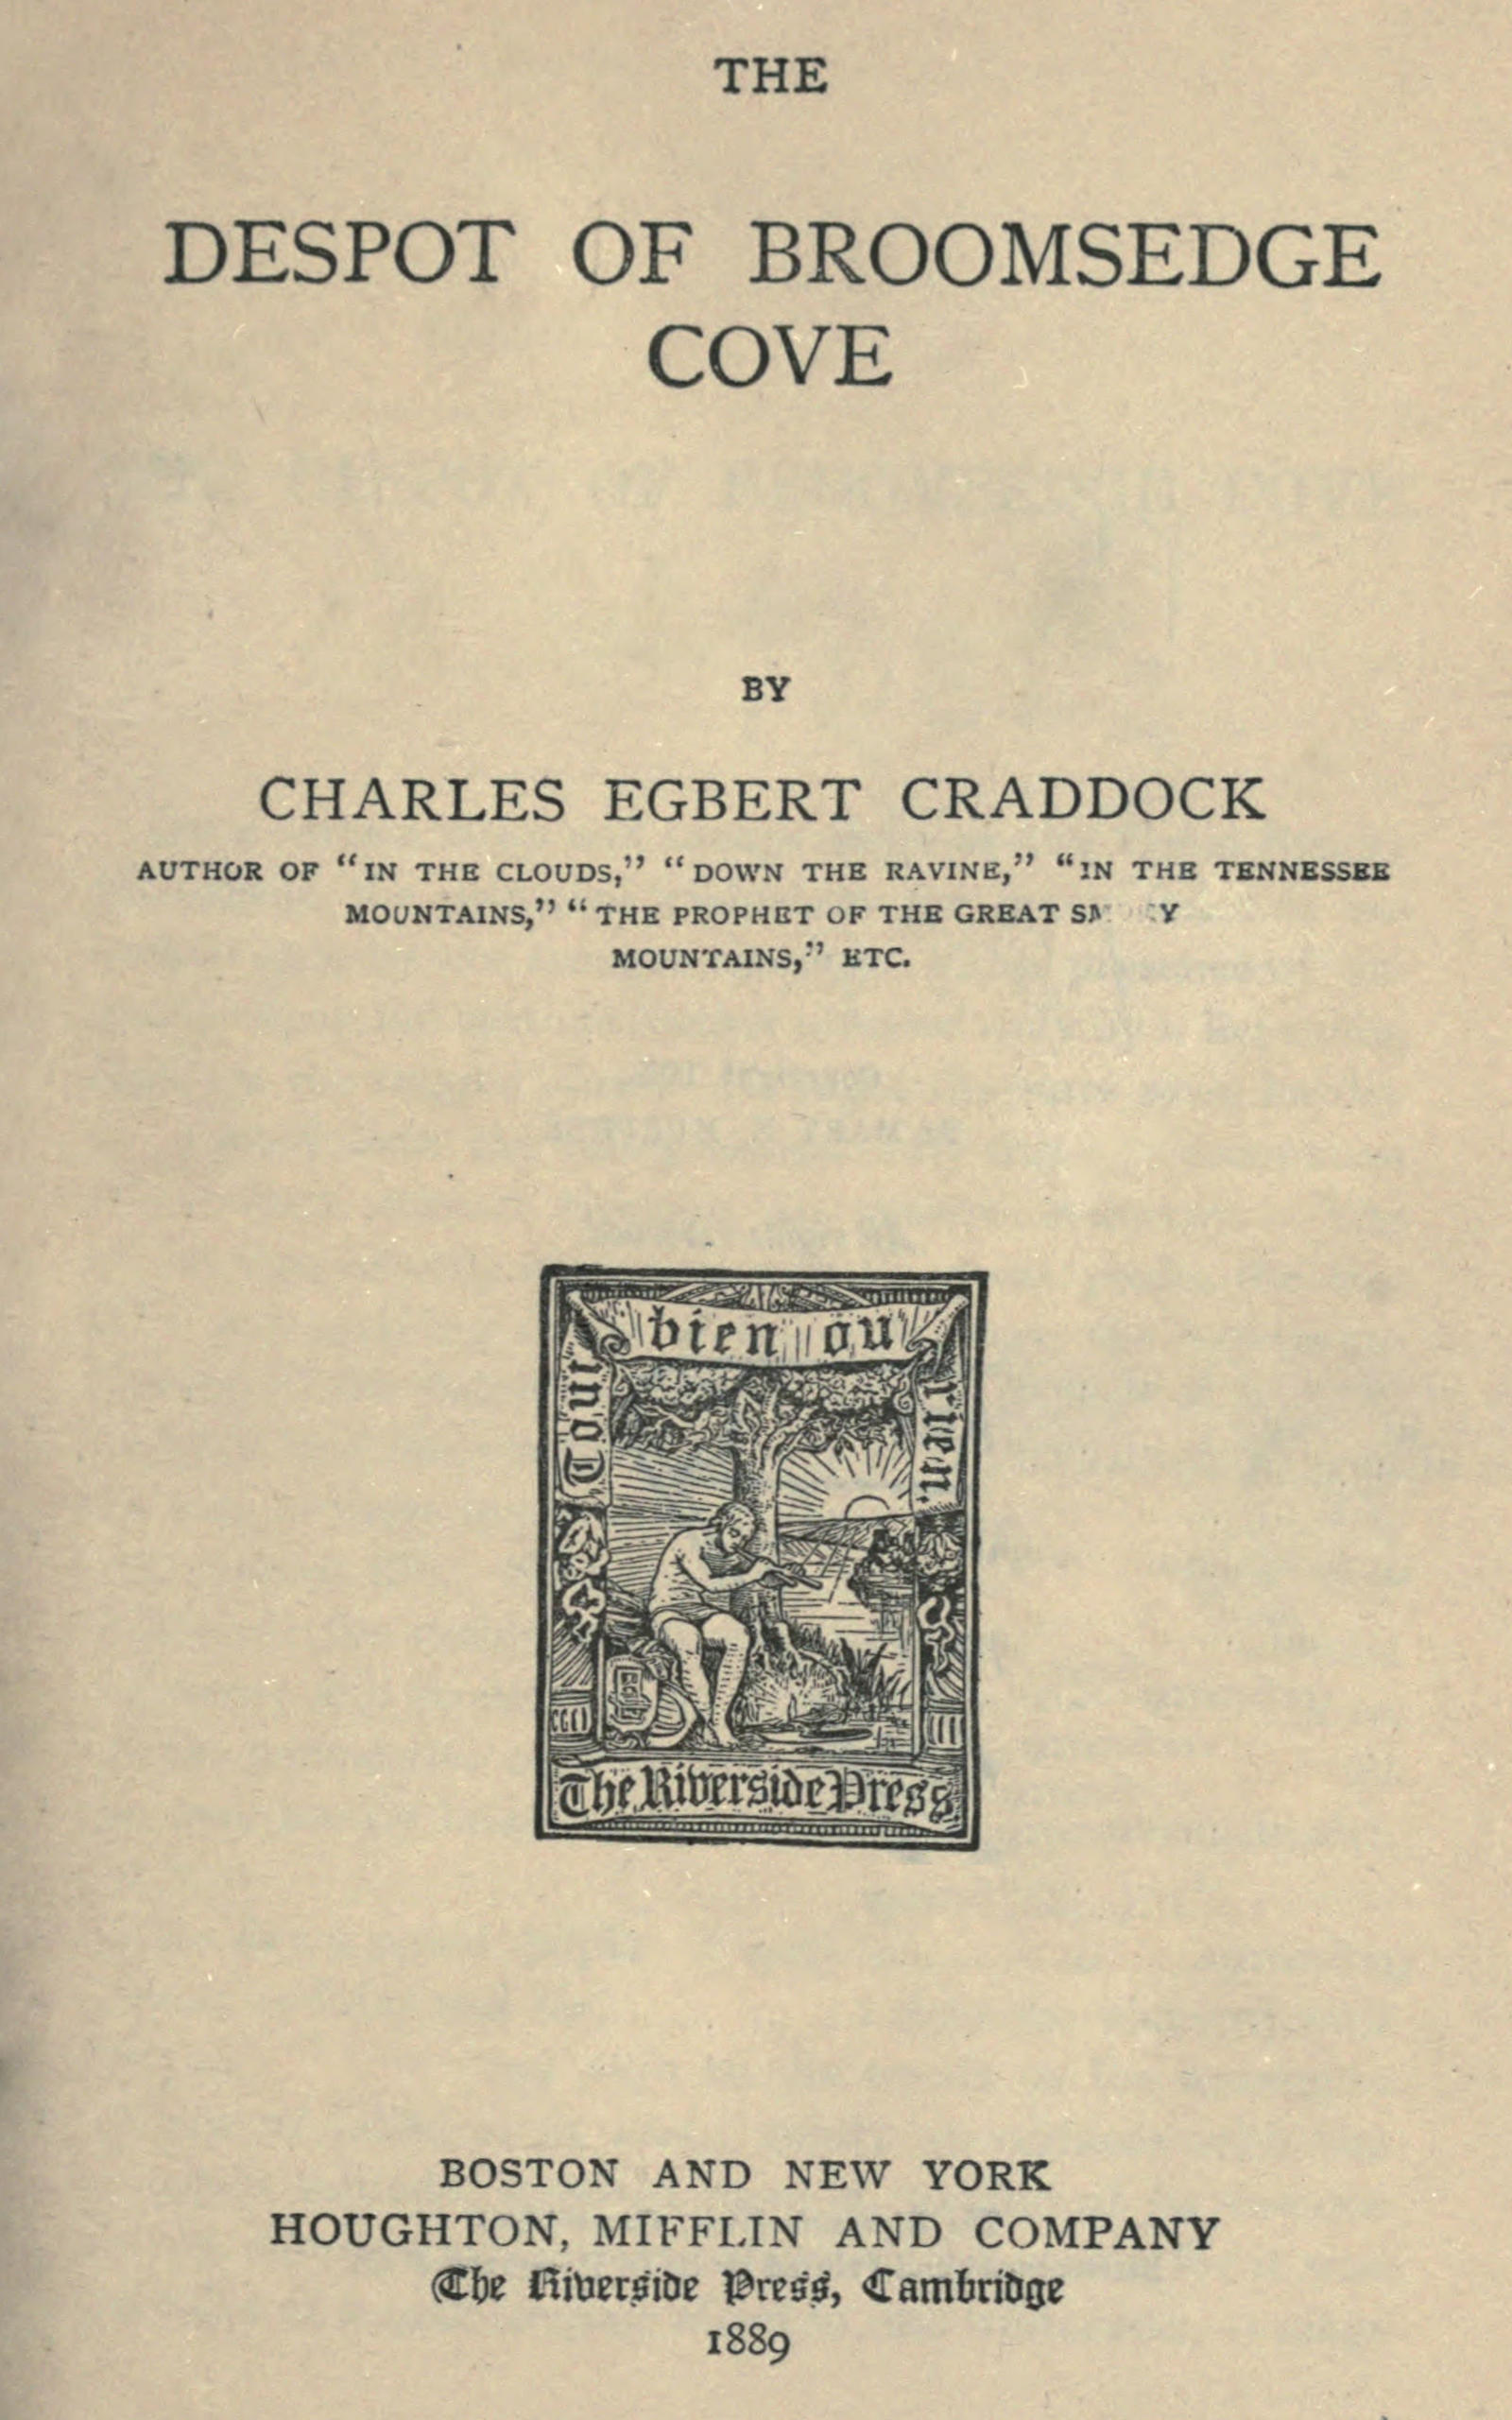 THE
DESPOT OF BROOMSEDGE
COVE
BY
CHARLES EGBERT CRADDOCK
AUTHOR OF “IN THE CLOUDS,” “DOWN THE RAVINE,” “IN THE TENNESSEE
MOUNTAINS,” “THE PROPHET OF THE GREAT
MOUNTAINS,” ETC.
Tout bien ou rien.
The Riverside Press
BOSTON AND NEW YORK
HOUGHTON, MIFFLIN AND COMPANY
The Riverside Press, Cambridge
1889